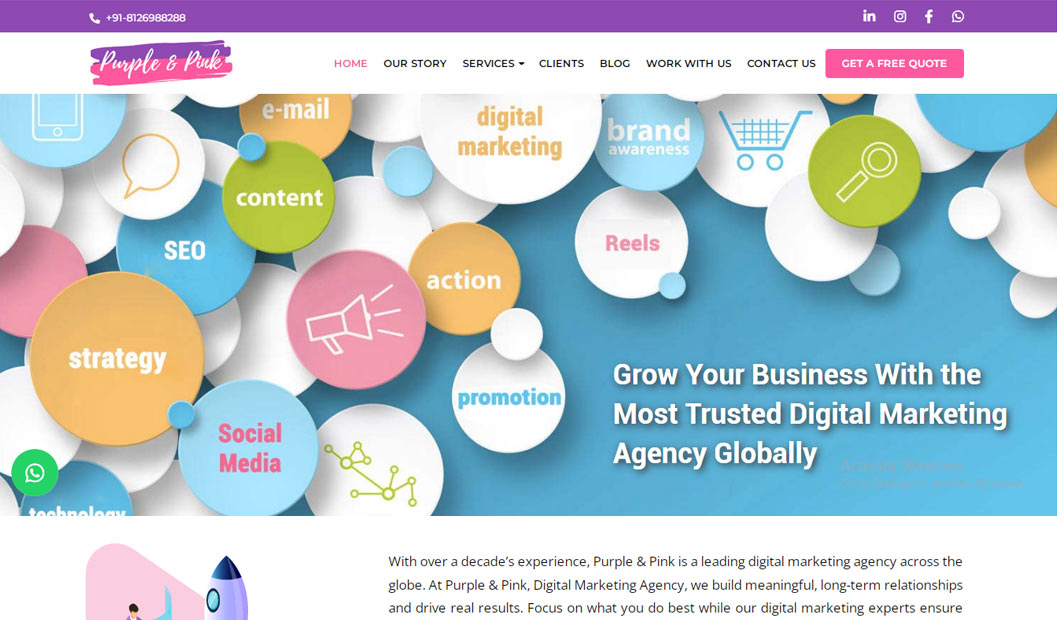 +91-8126988288
Purple & Pink
HOME OUR STORY SERVICES CLIENTS BLOG WORK WITH US CONTACT US GET A FREE QUOTE
e-mail
digital
marketing
brand
awareness
content
SEO
Reels
action
strategy
promotion
Social
Media
technology
Grow Your Business With the
Most Trusted Digital Marketing
Agency Globally
With over a decade’s experience, Purple & Pink is a leading digital marketing agency across the
globe. At Purple & Pink, Digital Marketing Agency, we build meaningful, long-term relationships
and drive real results. Focus on what you do best while our digital marketing experts ensure